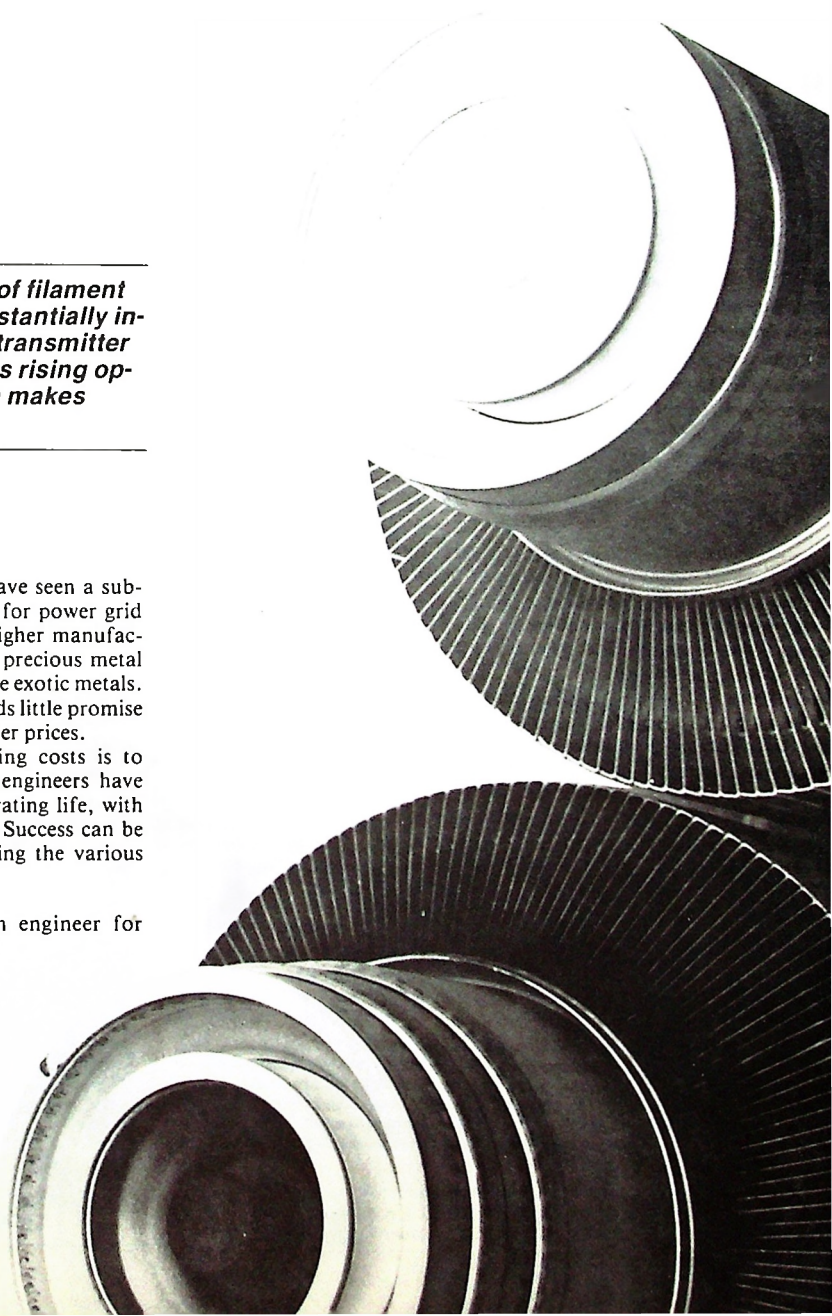 of filament
stantially in-
transmitter
s rising op-
makes
ave seen a sub-
for power grid
igher manufac-
precious metal
e exotic metals.
ds little promise
er prices.
ing costs is to
engineers have
rating life, with
Success can be
ing the various
n engineer for